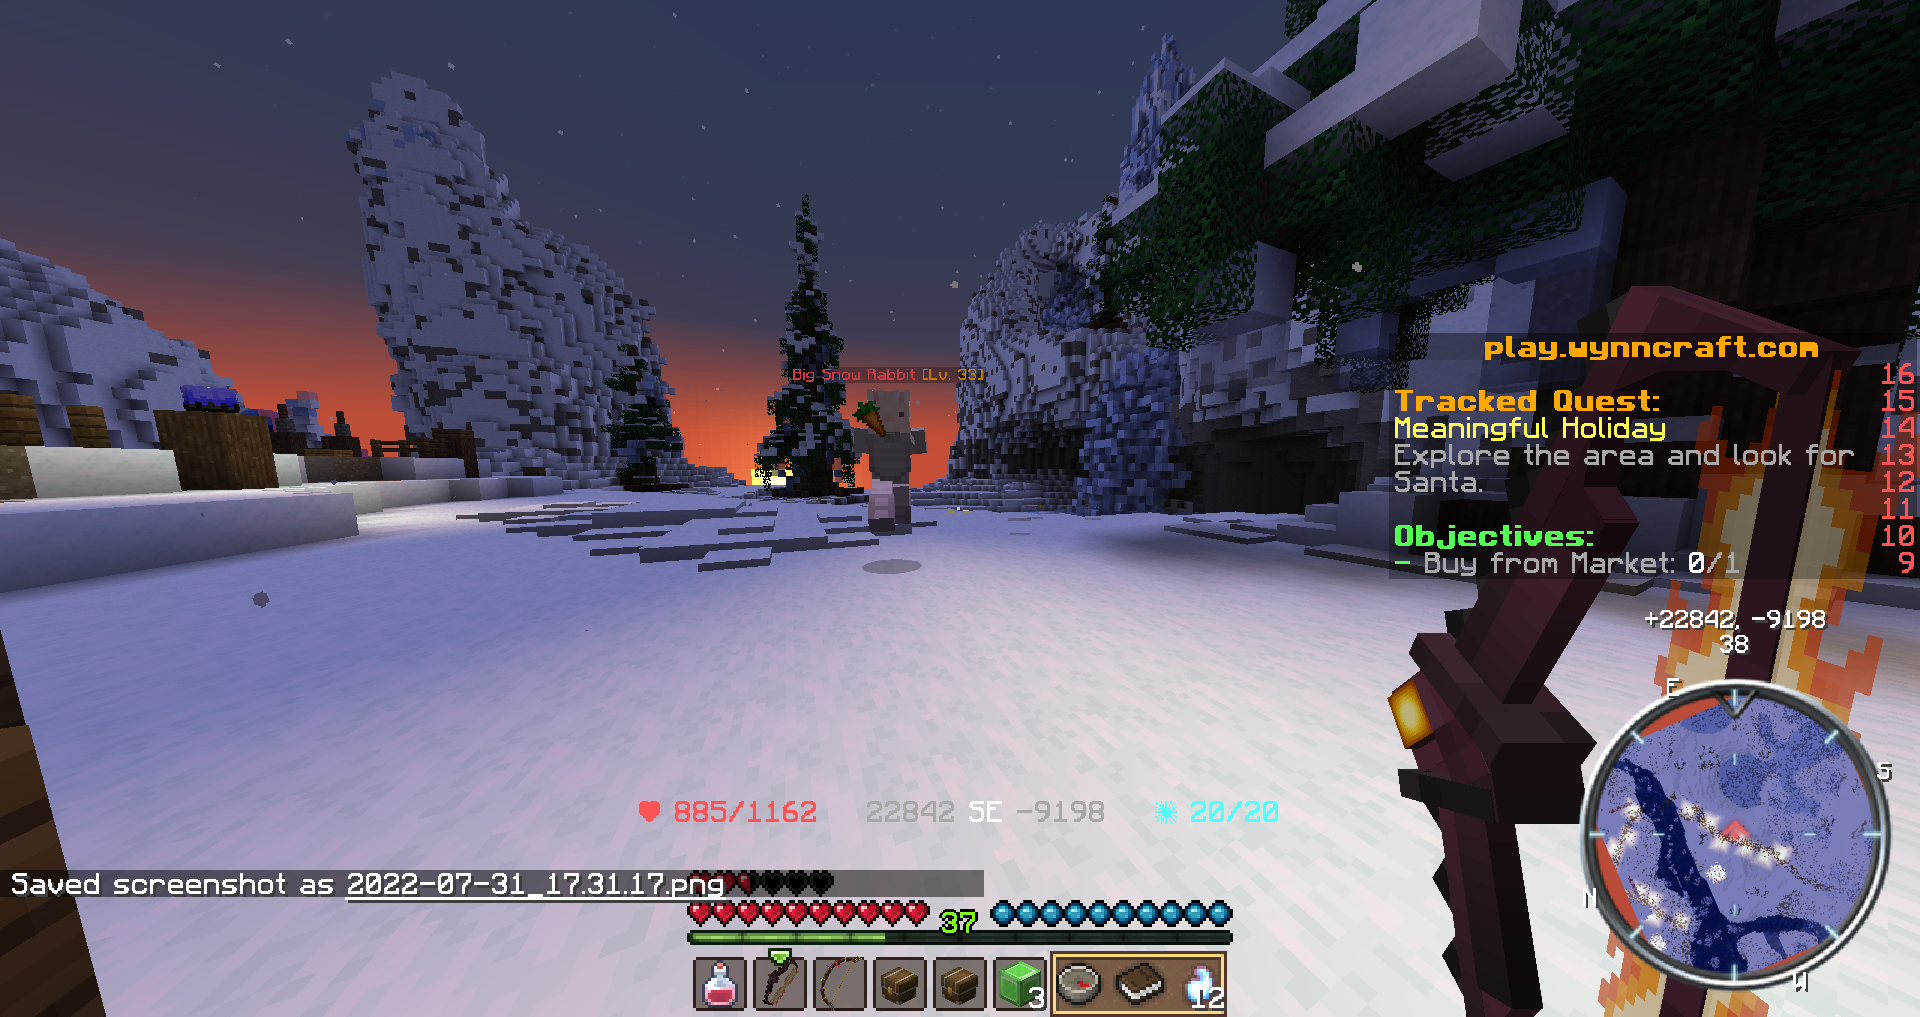 Big Snow Rabbit [Lv. 33]
play.wynncraft.com
16
Tracked Quest:
15
Meaningful Holiday
14
Explore the area and look for
13
Santa.
12
11
Objectives:
10
- Buy from Market: 0/1
9
+22842, -9198
38
E
S
N
W
885/1162
22842 SE -9198
20/20
Saved screenshot as 2022-07-31_17.31.17.png
37
3
12